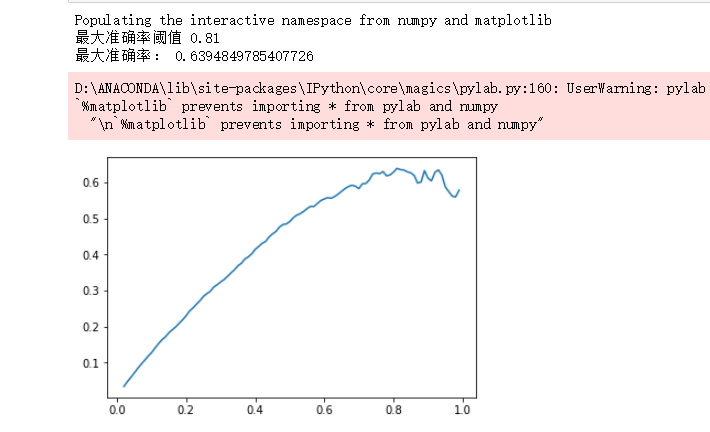 Populating the interactive namespace from numpy and matplotlib
最大准确率阈值 0.81
最大准确率： 0.6394849785407726
D:\ANACONDA\lib\site-packages\IPython\core\magics\pylab.py:160: UserWarning: pylab
`%matplotlib` prevents importing * from pylab and numpy
"\n`%matplotlib` prevents importing * from pylab and numpy"
0.6
0.5
0.4
0.3
0.2
0.1
0.0 0.2 0.4 0.6 0.8 1.0